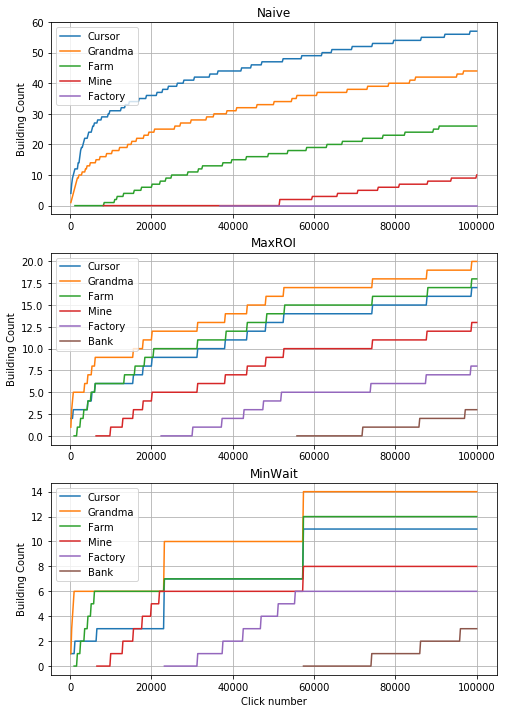 Naive
Building Count
60
50
40
30
20
10
0
Cursor
Grandma
Farm
Mine
Factory
0 20000 40000 60000 80000 100000
MaxROI
Building Count
20.0
17.5
15.0
12.5
10.0
7.5
5.0
2.5
0.0
Cursor
Grandma
Farm
Mine
Factory
Bank
0 20000 40000 60000 80000 100000
MinWait
Building Count
14
12
10
8
6
4
2
0
Cursor
Grandma
Farm
Mine
Factory
Bank
0 20000 40000 60000 80000 100000
Click number